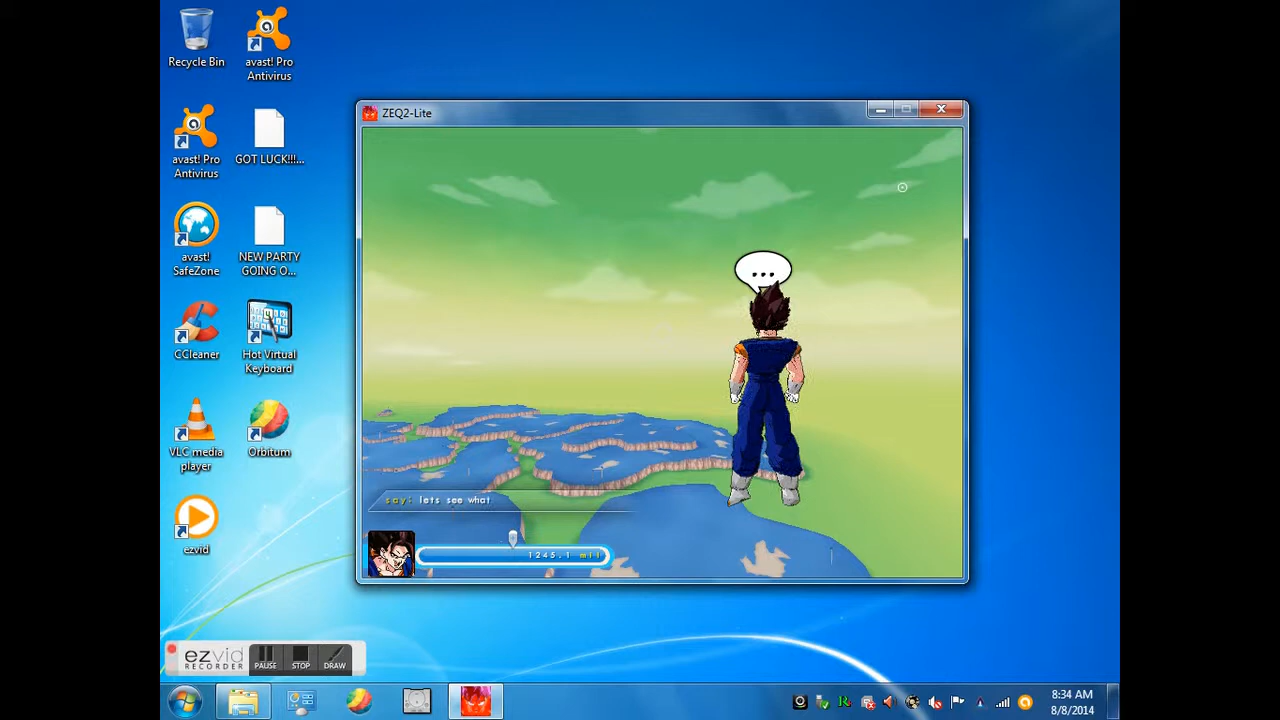 Recycle Bin
avast! Pro
Antivirus
avast! Pro
Antivirus
GOT LUCK!!!...
avast!
SafeZone
NEW PARTY
GOING O...
CCleaner
Hot Virtual
Keyboard
VLC media
player
Orbitum
ezvid
ZEQ2-Lite
...
say: lets see what
1245.1 mil
ezvid
RECORDER
PAUSE
STOP
DRAW
8:34 AM
8/8/2014